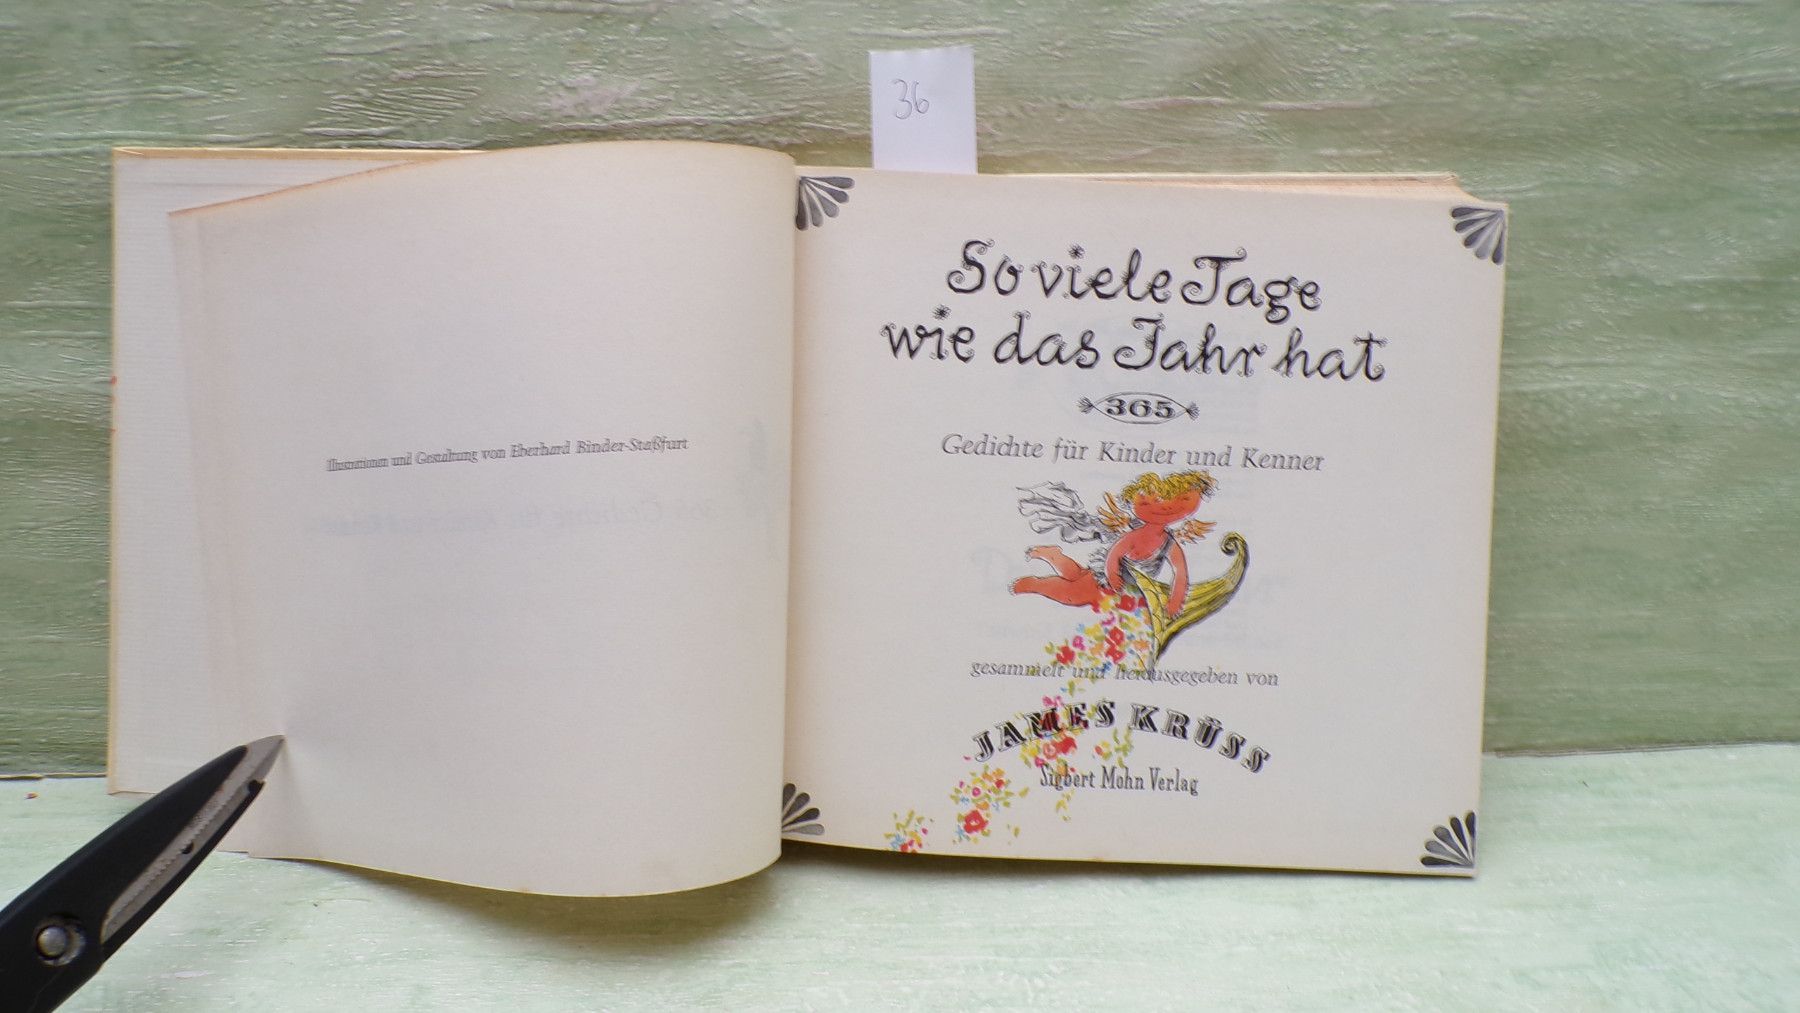 36
Illustrationen und Gestaltung von Eberhard Binder-Staßfurt
So viele Tage
wie das Jahr hat
365
Gedichte für Kinder und Kenner
gesammelt und herausgegeben von
JAMES KRÜSS
Sigbert Mohn Verlag